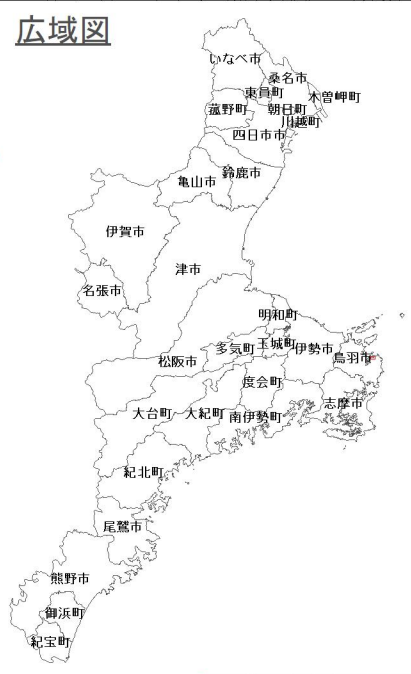 広域図
いなべ市
桑名市
東員町
木曽岬町
菰野町
朝日町
川越町
四日市市
鈴鹿市
亀山市
伊賀市
津市
名張市
明和町
玉城町
多気町
伊勢市
鳥羽市
松阪市
度会町
志摩市
大台町
大紀町
南伊勢町
紀北町
尾鷲市
熊野市
御浜町
紀宝町